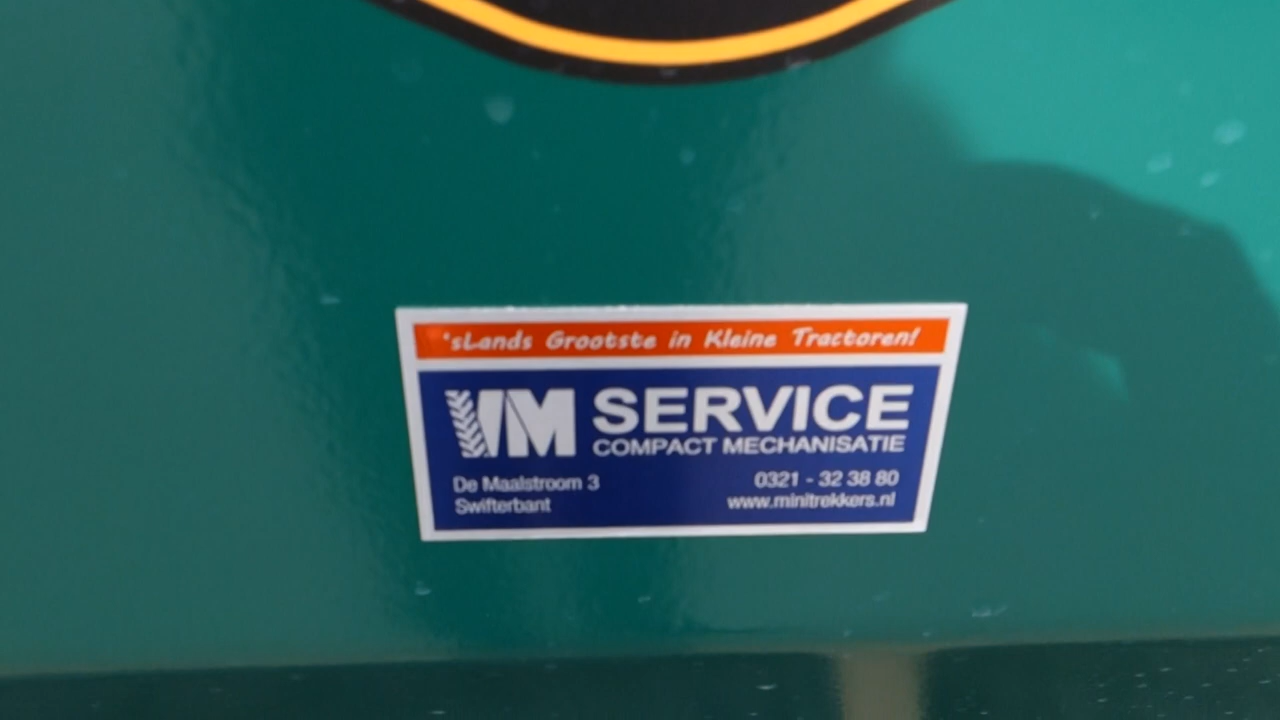 'sLands Grootste in Kleine Tractoren!
VM SERVICE
COMPACT MECHANISATIE
De Maalstroom 3
0321 - 32 38 80
Swifterbant
www.minitrekkers.nl